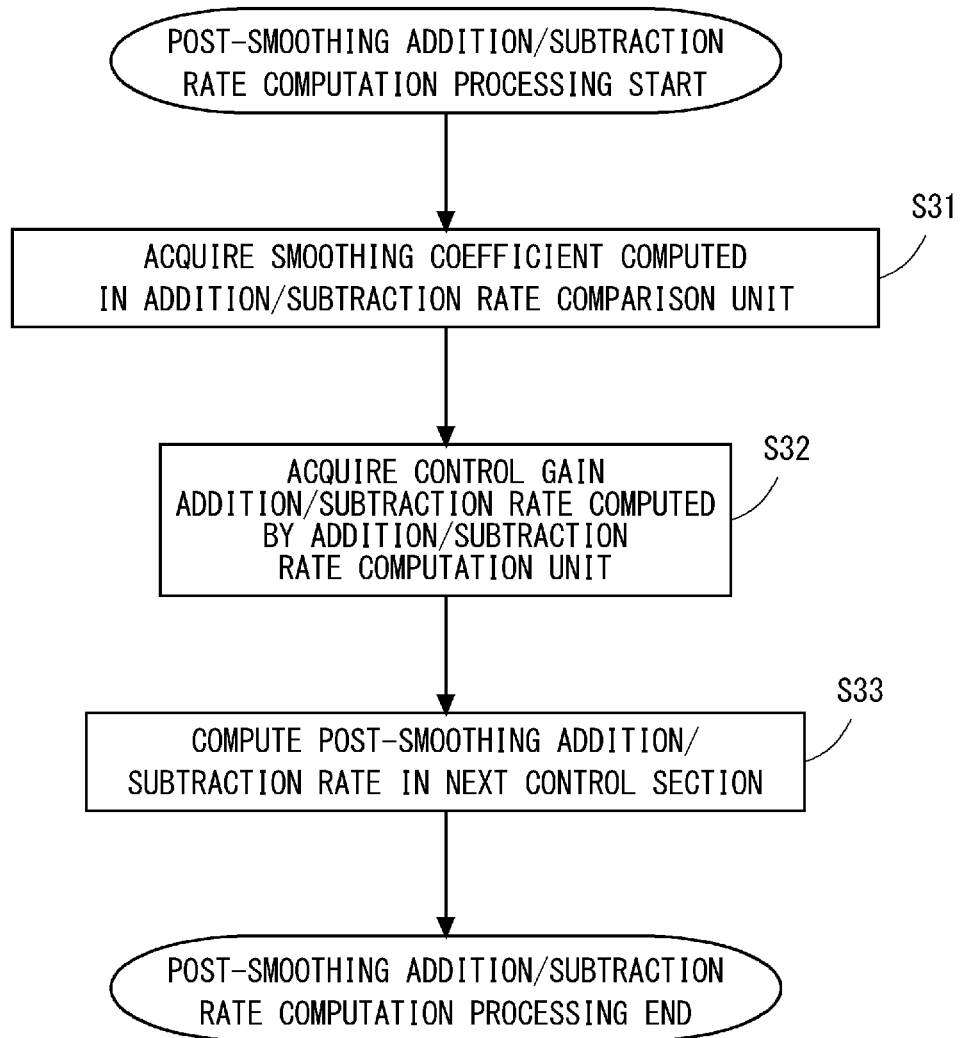 POST-SMOOTHING ADDITION/SUBTRACTION
RATE COMPUTATION PROCESSING START
S31
ACQUIRE SMOOTHING COEFFICIENT COMPUTED
IN ADDITION/SUBTRACTION RATE COMPARISON UNIT
S32
ACQUIRE CONTROL GAIN
ADDITION/SUBTRACTION RATE COMPUTED
BY ADDITION/SUBTRACTION
RATE COMPUTATION UNIT
S33
COMPUTE POST-SMOOTHING ADDITION/
SUBTRACTION RATE IN NEXT CONTROL SECTION
POST-SMOOTHING ADDITION/SUBTRACTION
RATE COMPUTATION PROCESSING END